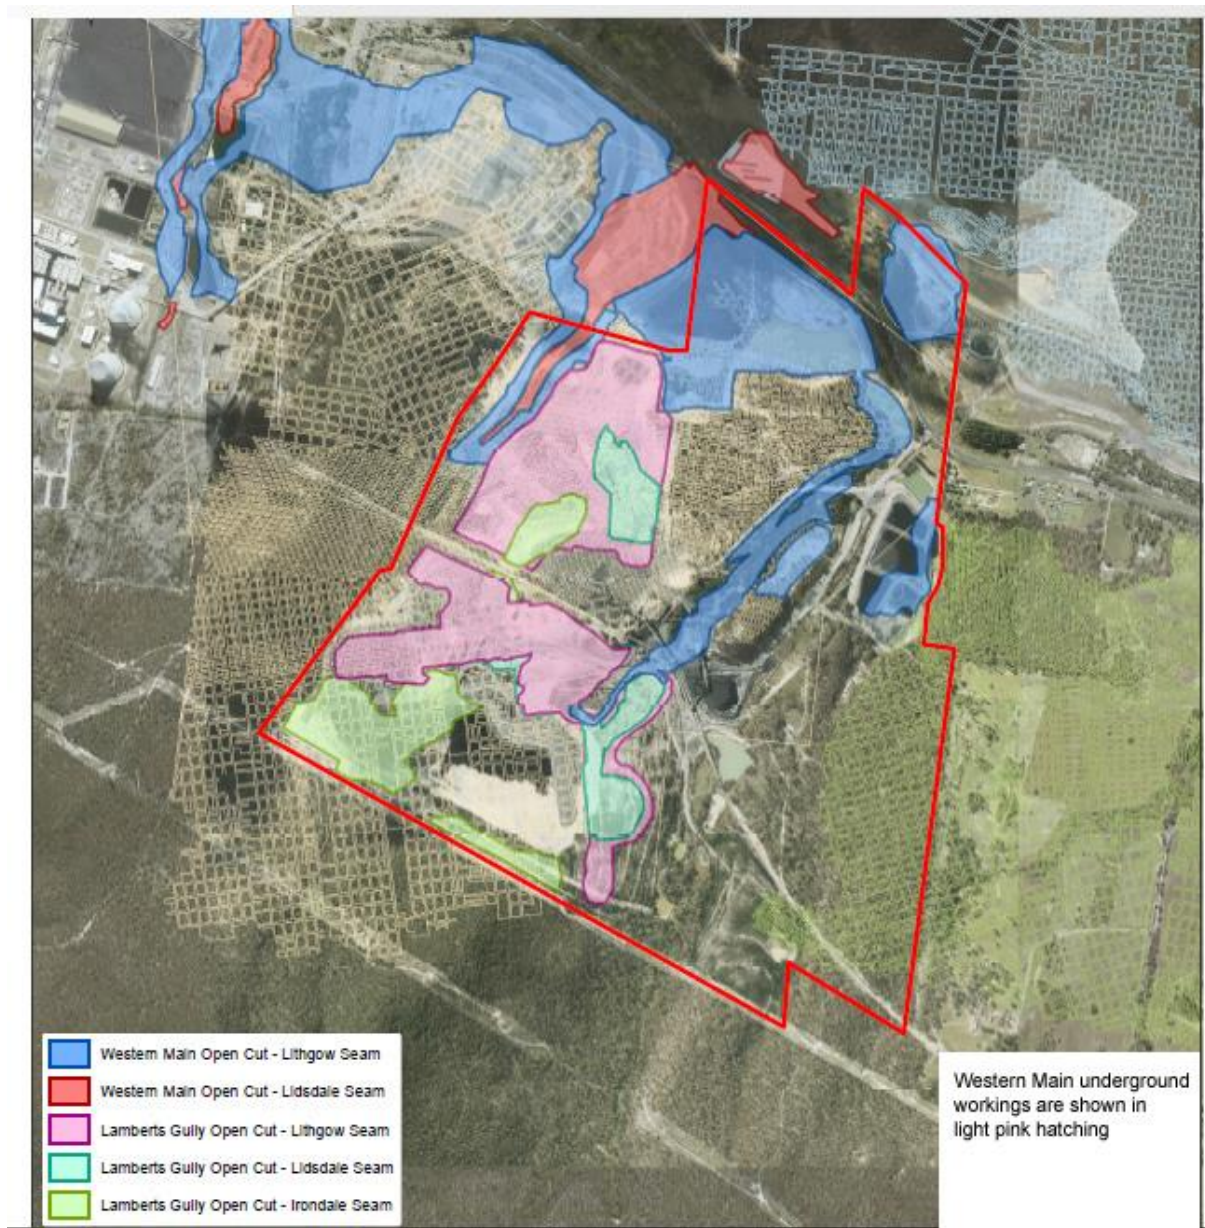 Western Main Open Cut - Lithgow Seam
Western Main Open Cut - Lidsdale Seam
Lamberts Gully Open Cut - Lithgow Seam
Lamberts Gully Open Cut - Lidsdale Seam
Lamberts Gully Open Cut - Irondale Seam
Western Main underground
workings are shown in
light pink hatching